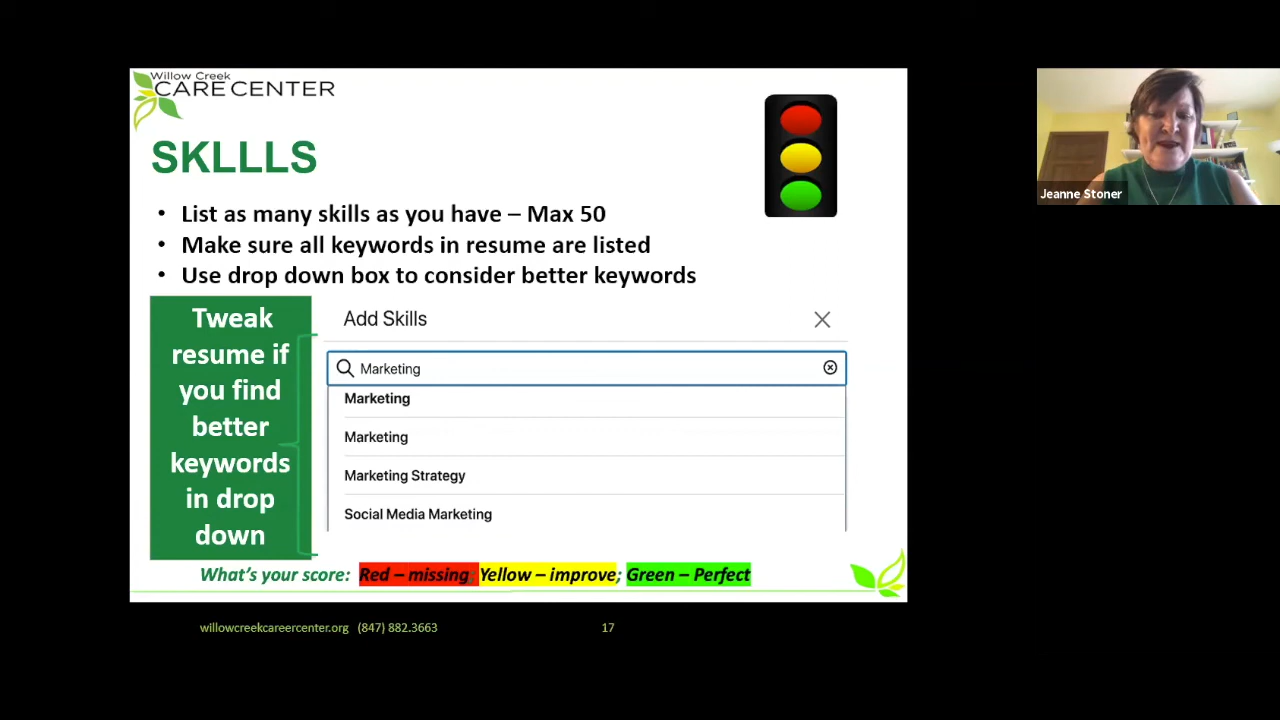 Willow Creek
CARE CENTER
SKLLLS
• List as many skills as you have – Max 50
• Make sure all keywords in resume are listed
• Use drop down box to consider better keywords
Tweak
resume if
you find
better
keywords
in drop
down
Add Skills
Marketing
Marketing
Marketing
Marketing Strategy
Social Media Marketing
What's your score: Red – missing; Yellow – improve; Green – Perfect
willowcreekcareercenter.org (847) 882.3663
17
Jeanne Stoner